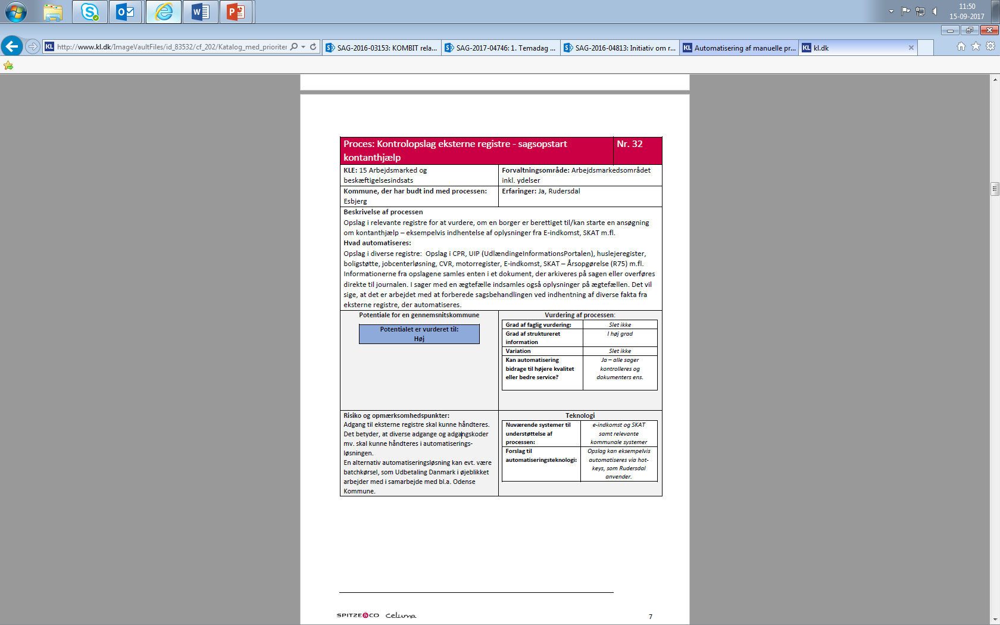 11:50
15-09-2017
http://www.kl.dk/ImageVaultFiles/id_83532/cf_202/Katalog_med_prioriter
SAG-2016-03153: KOMBIT rela...
SAG-2017-04746: 1. Temadag ...
SAG-2016-04813: Initiativ om r...
KL Automatisering af manuelle pr...
KL kl.dk
Proces: Kontrolopslag eksterne registre - sagsopstart
kontanthjælp
Nr. 32
KLE: 15 Arbejdsmarked og
beskæftigelsesindsats
Forvaltningsområde: Arbejdsmarkedsområdet
inkl. ydelser
Kommune, der har budt ind med processen:
Esbjerg
Erfaringer: Ja, Rudersdal
Beskrivelse af processen
Opslag i relevante registre for at vurdere, om en borger er berettiget til/kan starte en ansøgning
om kontanthjælp – eksempelvis indhentelse af oplysninger fra E-indkomst, SKAT m.fl.
Hvad automatiseres:
Opslag i diverse registre:  Opslag i CPR, UIP (UdlændingeInformationsPortalen), huslejeregister,
boligstøtte, jobcenterløsning, CVR, motorregister, E-indkomst, SKAT – Årsopgørelse (R75) m.fl.
Informationerne fra opslagene samles enten i et dokument, der arkiveres på sagen eller overføres
direkte til journalen. I sager med en ægtefælle indsamles også oplysninger på ægtefællen. Det vil
sige, at det er arbejdet med at forberede sagsbehandlingen ved indhentning af diverse fakta fra
eksterne registre, der automatiseres.
Potentiale for en gennemsnitskommune
Potentialet er vurderet til:
Høj
Vurdering af processen:
Grad af faglig vurdering:
Slet ikke
Grad af struktureret
information
I høj grad
Variation
Slet ikke
Kan automatisering
bidrage til højere kvalitet
eller bedre service?
Ja – alle sager
kontrolleres og
dokumenters ens.
Risiko og opmærksomhedspunkter:
Adgang til eksterne registre skal kunne håndteres.
Det betyder, at diverse adgange og adgangskoder
mv. skal kunne håndteres i automatiserings-
løsningen.
En alternativ automatiseringsløsning kan evt. være
batchkørsel, som Udbetaling Danmark i øjeblikket
arbejder med i samarbejde med bl.a. Odense
Kommune.
Teknologi
Nuværende systemer til
understøttelse af
processen:
e-indkomst og SKAT
samt relevante
kommunale systemer
Forslag til
automatiseringsteknologi:
Opslag kan eksempelvis
automatiseres via hot-
keys, som Rudersdal
anvender.
SPITZE&CO celuma
7